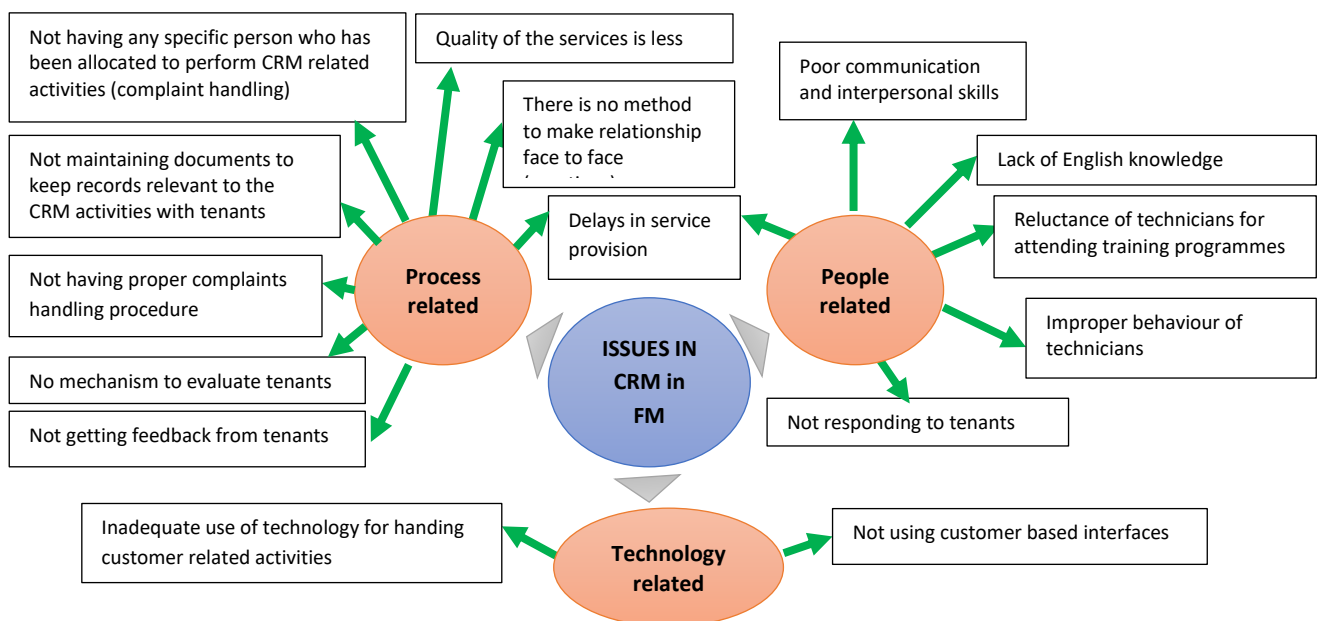 Not having any specific person who has
been allocated to perform CRM related
activities (complaint handling)
Quality of the services is less
Poor communication
and interpersonal skills
There is no method
to make relationship
face to face
Not maintaining documents to
keep records relevant to the
CRM activities with tenants
Lack of English knowledge
Delays in service
provision
Reluctance of technicians for
attending training programmes
Not having proper complaints
handling procedure
Process
related
People
related
Improper behaviour of
technicians
ISSUES IN
CRM in
FM
No mechanism to evaluate tenants
Not getting feedback from tenants
Not responding to tenants
Inadequate use of technology for handing
customer related activities
Technology
related
Not using customer based interfaces